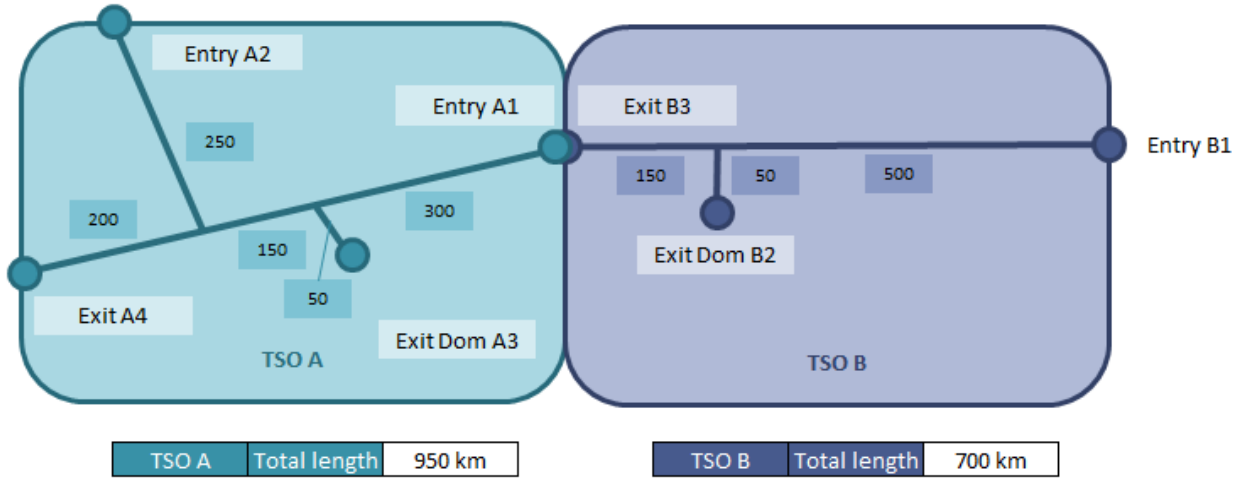 Entry A2
Entry A1
Exit B3
Entry B1
250
150
50
500
200
300
150
Exit Dom B2
50
Exit A4
Exit Dom A3
TSO A
TSO B
TSO A Total length 950 km
TSO B Total length 700 km